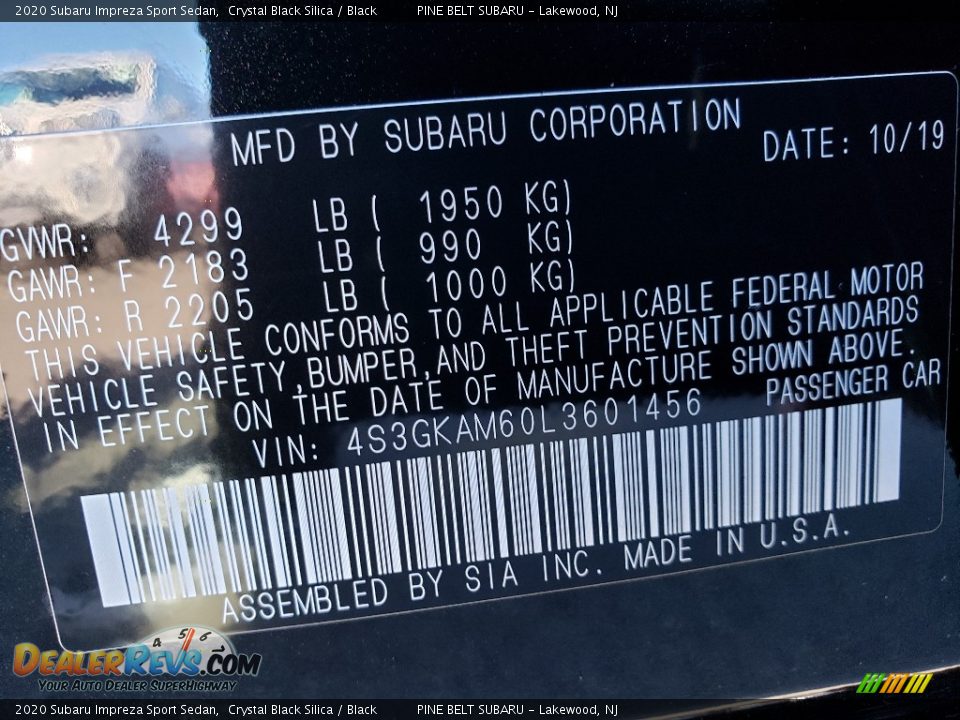 2020 Subaru Impreza Sport Sedan, Crystal Black Silica / Black PINE BELT SUBARU - Lakewood, NJ
MFD BY SUBARU CORPORATION DATE: 10/19
GVWR: 4299 LB ( 1950 KG)
GAWR: F 2183 LB ( 990 KG)
GAWR: R 2205 LB ( 1000 KG)
THIS VEHICLE CONFORMS TO ALL APPLICABLE FEDERAL MOTOR
VEHICLE SAFETY,BUMPER,AND THEFT PREVENTION STANDARDS
IN EFFECT ON THE DATE OF MANUFACTURE SHOWN ABOVE.
VIN: 4S3GKAM60L3601456 PASSENGER CAR
ASSEMBLED BY SIA INC. MADE IN U.S.A.
4 5 6 7
DEALERREVS.COM
YOUR AUTO DEALER SUPERHIGHWAY
2020 Subaru Impreza Sport Sedan, Crystal Black Silica / Black PINE BELT SUBARU - Lakewood, NJ